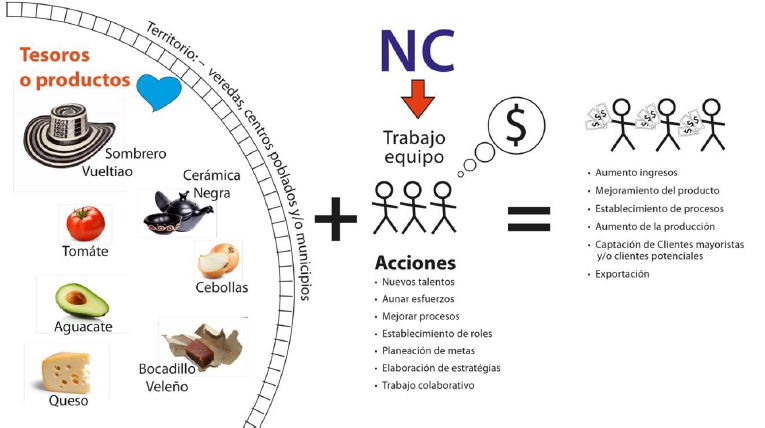 Tesoros
o productos
Territorio: – veredas, centros poblados y/o municipios
Sombrero
Vueltiao
Cerámica
Negra
Tomáte
Cebollas
Aguacate
Bocadillo
Veleño
Queso
+
NC
Trabajo
equipo
$
Acciones
• Nuevos talentos
• Aunar esfuerzos
• Mejorar procesos
• Establecimiento de roles
• Planeación de metas
• Elaboración de estratégias
• Trabajo colaborativo
=
$ $ $ $ $ $
• Aumento ingresos
• Mejoramiento del producto
• Establecimiento de procesos
• Aumento de la producción
• Captación de Clientes mayoristas
y/o clientes potenciales
• Exportación